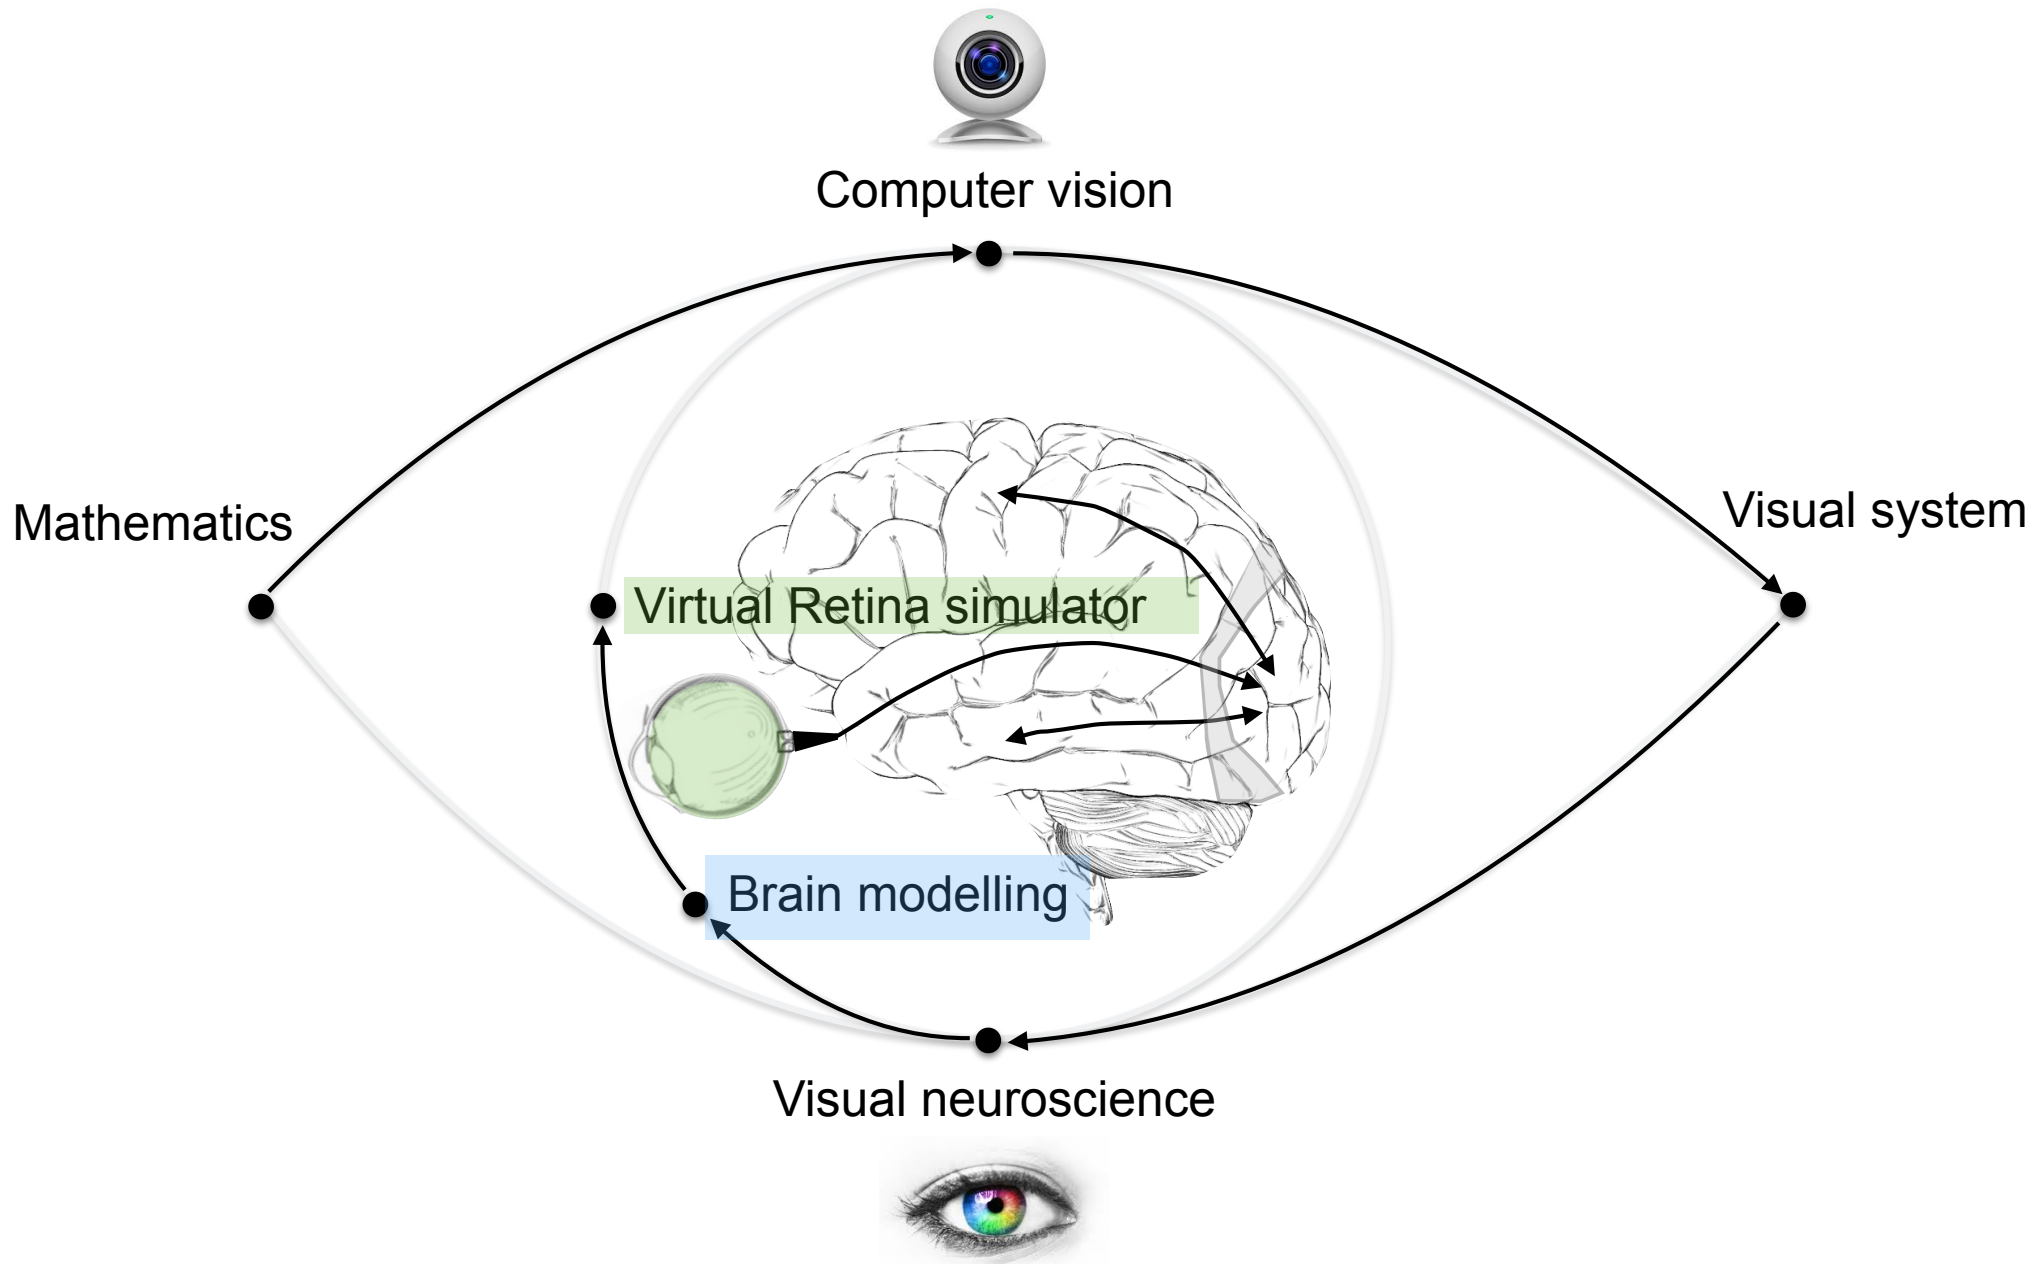 Computer vision
Mathematics
Visual system
Virtual Retina simulator
Brain modelling
Visual neuroscience